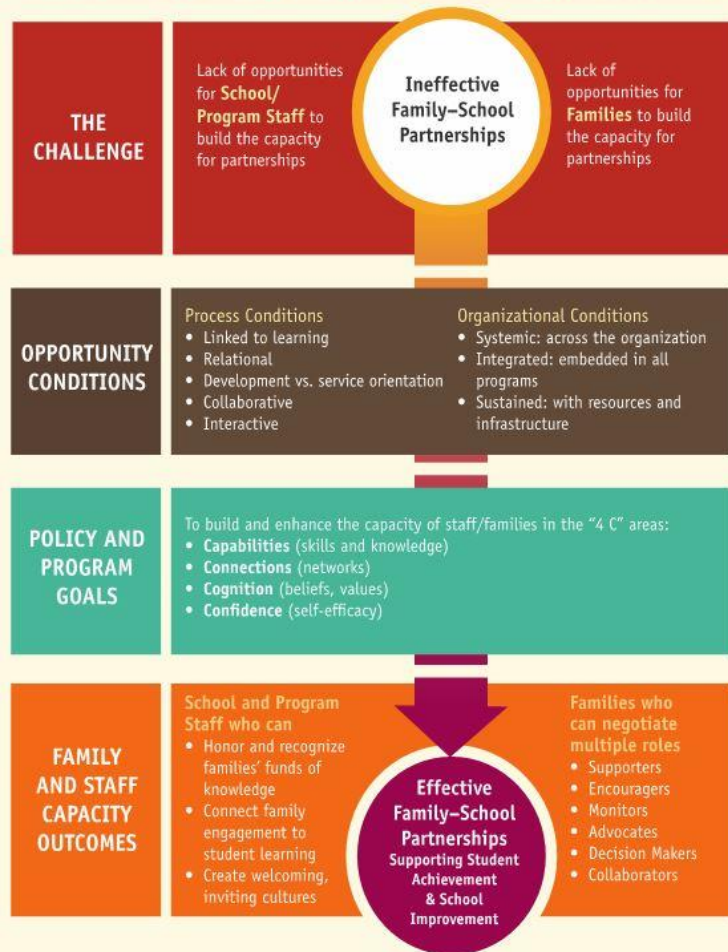 THE
CHALLENGE
Lack of opportunities
for School/
Program Staff to
build the capacity
for partnerships
Ineffective
Family–School
Partnerships
Lack of
opportunities for
Families to build
the capacity for
partnerships
OPPORTUNITY
CONDITIONS
Process Conditions
• Linked to learning
• Relational
• Development vs. service orientation
• Collaborative
• Interactive
Organizational Conditions
• Systemic: across the organization
• Integrated: embedded in all
programs
• Sustained: with resources and
infrastructure
POLICY AND
PROGRAM
GOALS
To build and enhance the capacity of staff/families in the “4 C” areas:
• Capabilities (skills and knowledge)
• Connections (networks)
• Cognition (beliefs, values)
• Confidence (self-efficacy)
FAMILY
AND STAFF
CAPACITY
OUTCOMES
School and Program
Staff who can
• Honor and recognize
families’ funds of
knowledge
• Connect family
engagement to
student learning
• Create welcoming,
inviting cultures
Effective
Family–School
Partnerships
Supporting Student
Achievement
& School
Improvement
Families who
can negotiate
multiple roles
• Supporters
• Encouragers
• Monitors
• Advocates
• Decision Makers
• Collaborators